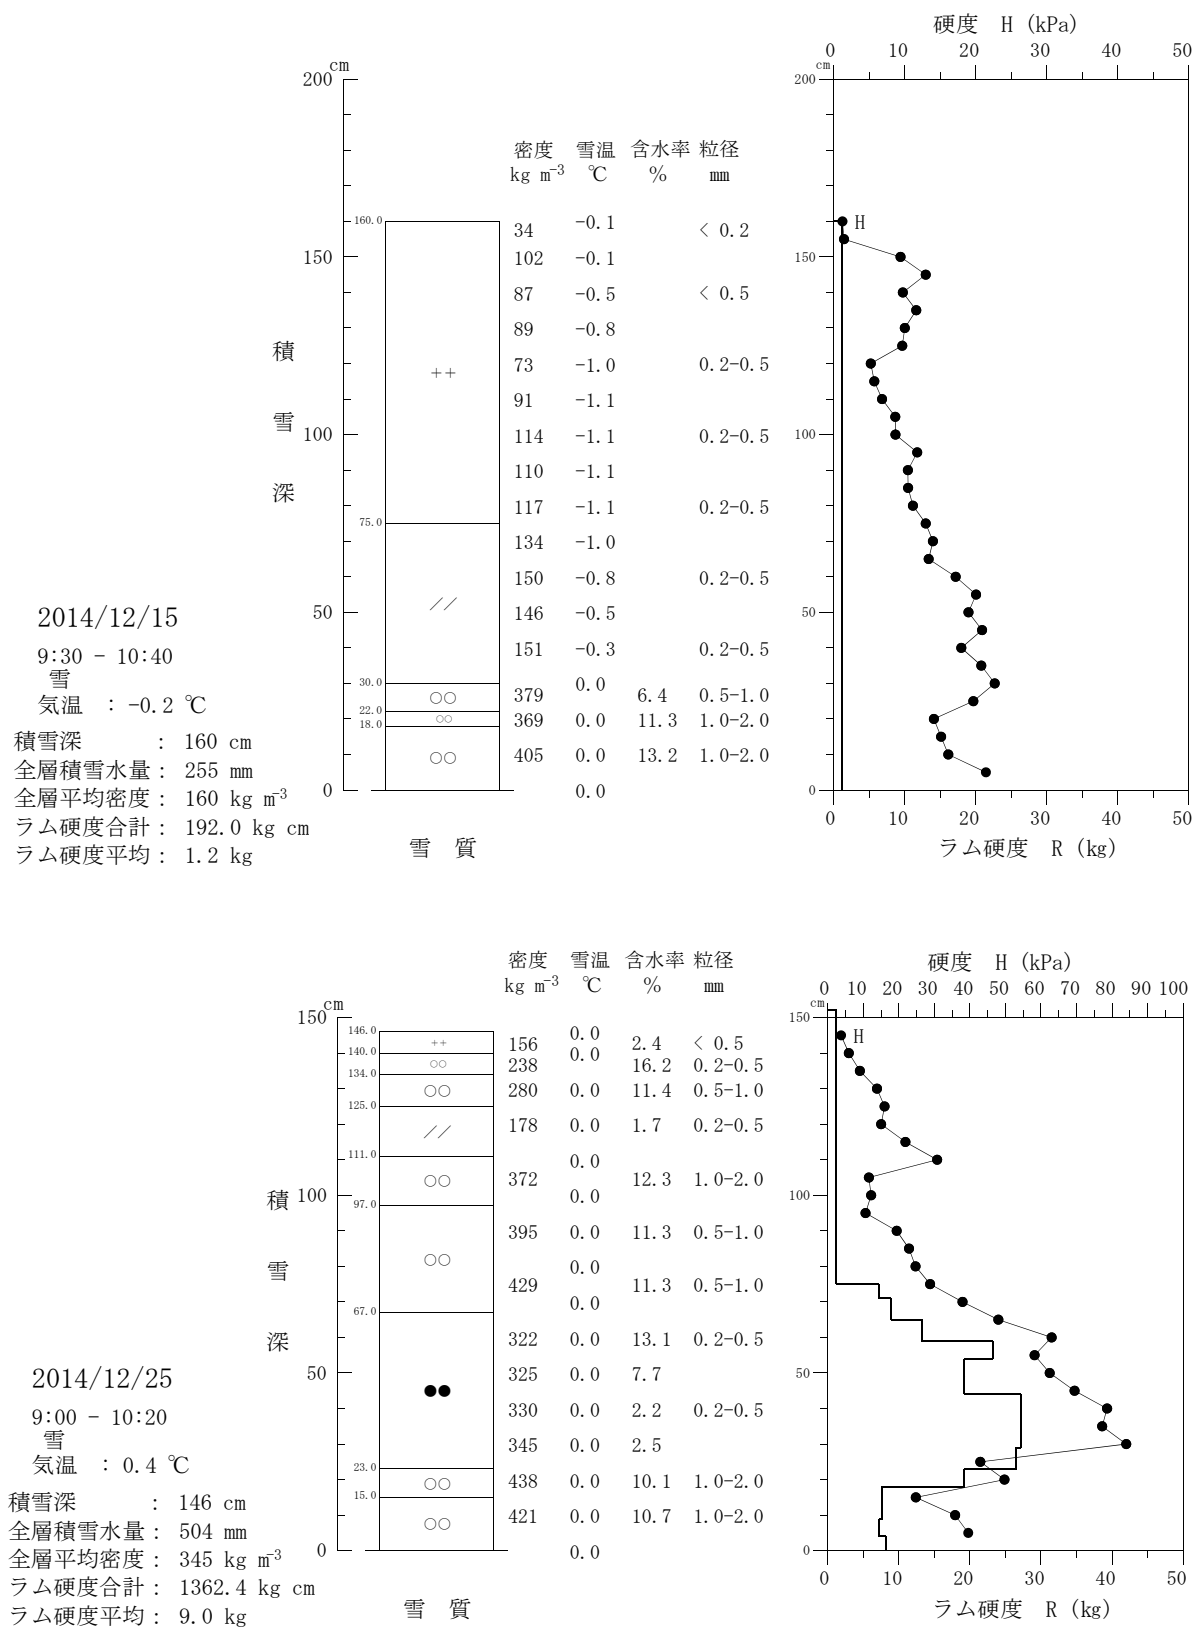 硬度 H (kPa)
0 10 20 30 40 50
cm
200
150
100
50
0
積
雪
深
密度 雪温 含水率 粒径
kg m-3 ℃ % mm
160.0 34 -0.1 < 0.2
102 -0.1
87 -0.5 < 0.5
89 -0.8
++ 73 -1.0 0.2-0.5
91 -1.1
114 -1.1 0.2-0.5
110 -1.1
75.0 117 -1.1 0.2-0.5
134 -1.0
150 -0.8 0.2-0.5
// 146 -0.5
151 -0.3 0.2-0.5
30.0 0.0
○○ 379 6.4 0.5-1.0
22.0
○○ 369 0.0 11.3 1.0-2.0
18.0
○○ 405 0.0 13.2 1.0-2.0
0.0
雪 質
cm
200
150
100
50
0
H
0 10 20 30 40 50
ラム硬度 R (kg)
2014/12/15
9:30 - 10:40
雪
気温 : -0.2 ℃
積雪深 : 160 cm
全層積雪水量 : 255 mm
全層平均密度 : 160 kg m-3
ラム硬度合計 : 192.0 kg cm
ラム硬度平均 : 1.2 kg
硬度 H (kPa)
0 10 20 30 40 50 60 70 80 90 100
cm
150
100
50
0
積
雪
深
密度 雪温 含水率 粒径
kg m-3 ℃ % mm
146.0 0.0
++ 156 2.4 < 0.5
140.0 0.0
○○ 238 16.2 0.2-0.5
134.0
○○ 280 0.0 11.4 0.5-1.0
125.0
// 178 0.0 1.7 0.2-0.5
111.0 0.0
○○ 372 12.3 1.0-2.0
97.0 0.0
395 11.3 0.5-1.0
○○ 0.0
429 11.3 0.5-1.0
67.0 0.0
322 0.0 13.1 0.2-0.5
325 0.0 7.7
●● 330 0.0 2.2 0.2-0.5
345 0.0 2.5
23.0
○○ 438 0.0 10.1 1.0-2.0
15.0
○○ 421 0.0 10.7 1.0-2.0
0.0
雪 質
cm
150
100
50
0
H
0 10 20 30 40 50
ラム硬度 R (kg)
2014/12/25
9:00 - 10:20
雪
気温 : 0.4 ℃
積雪深 : 146 cm
全層積雪水量 : 504 mm
全層平均密度 : 345 kg m-3
ラム硬度合計 : 1362.4 kg cm
ラム硬度平均 : 9.0 kg